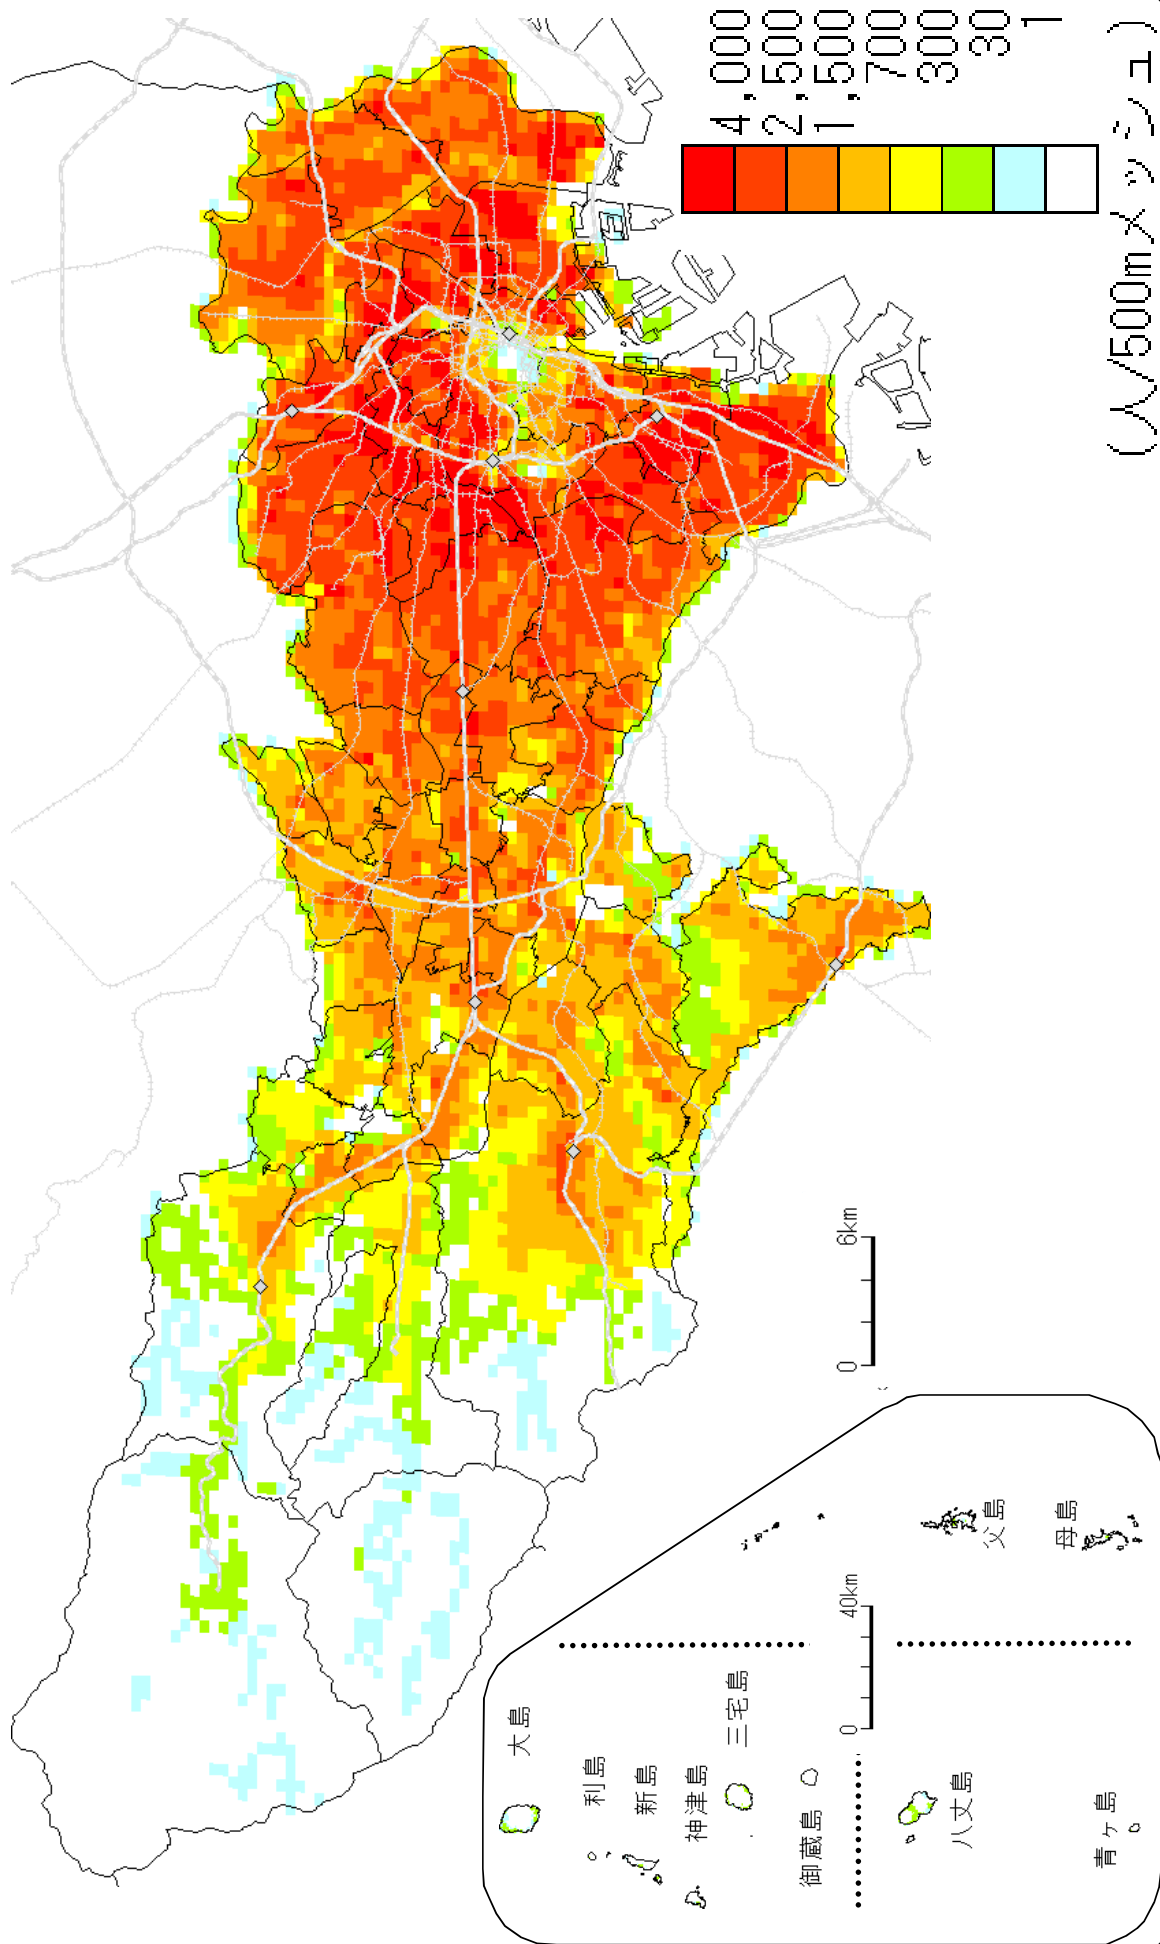 4,000
2,500
1,500
700
300
30
1
(人/500mメッシュ)
0 6km
0 40km
大島
利島
新島
神津島
三宅島
御蔵島
八丈島
青ヶ島
父島
母島